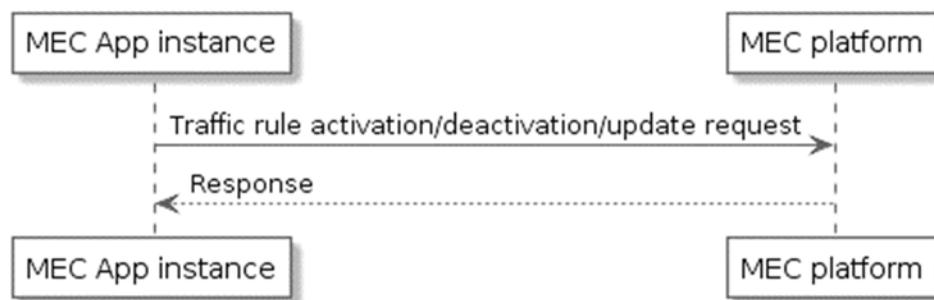 MEC App instance
MEC platform
Traffic rule activation/deactivation/update request
Response
MEC App instance
MEC platform